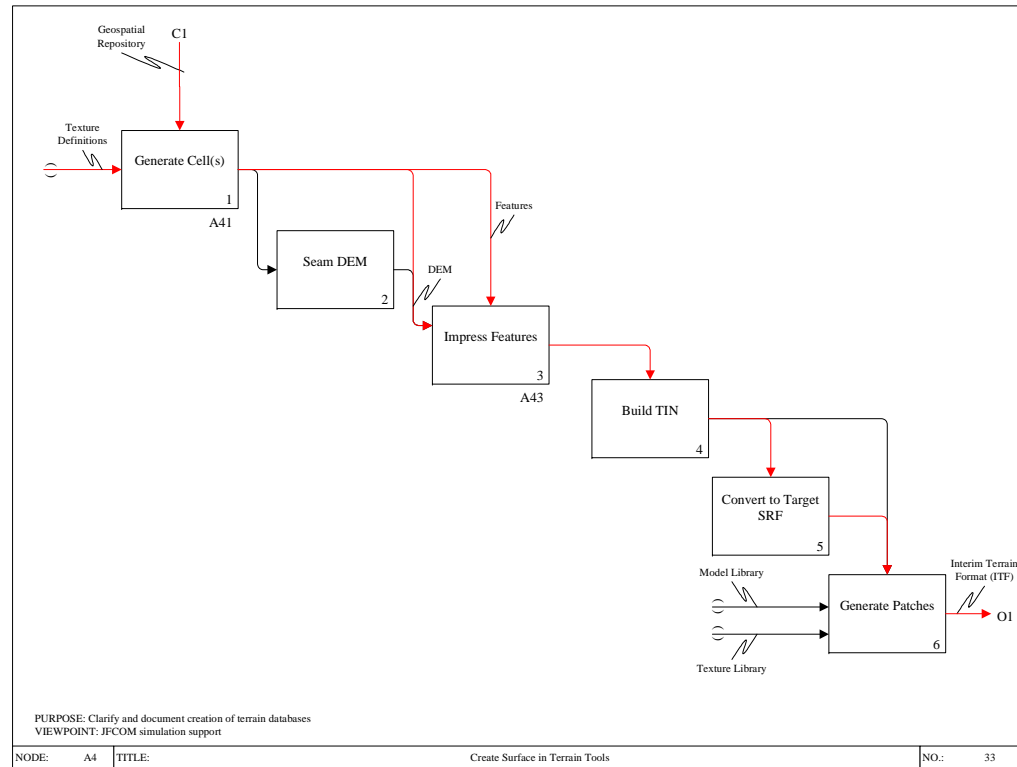 Geospatial
Repository
C1
Texture
Definitions
Generate Cell(s)
1
A41
Features
Seam DEM
2
DEM
Impress Features
3
A43
Build TIN
4
Convert to Target
SRF
5
Model Library
Interim Terrain
Format (ITF)
Generate Patches
O1
6
Texture Library
PURPOSE: Clarify and document creation of terrain databases
VIEWPOINT: JFCOM simulation support
NODE: A4 TITLE: Create Surface in Terrain Tools NO.: 33